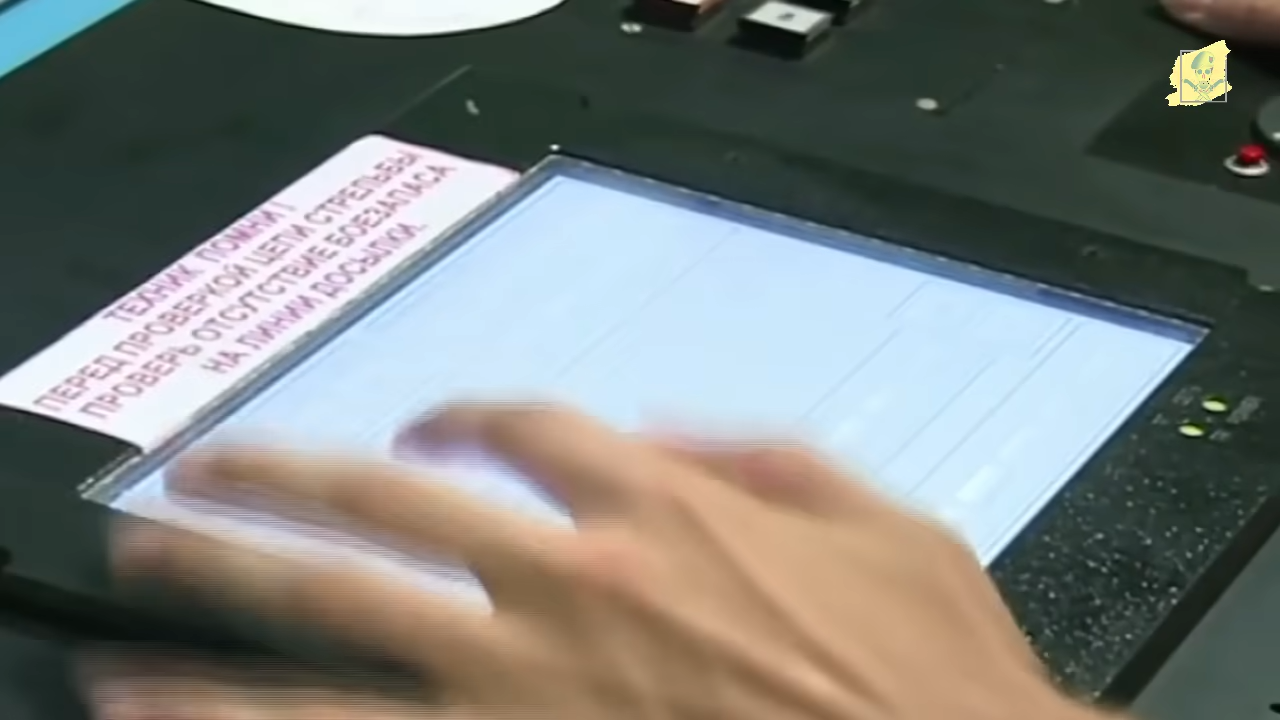 ТЕХНИК ПОМНИ !
ПЕРЕД ПРОВЕРКОЙ ЦЕПИ СТРЕЛЬБЫ
ПРОВЕРЬ ОТСУТСТВИЕ БОЕЗАПАСА
НА ЛИНИИ ДОСЫЛКИ.